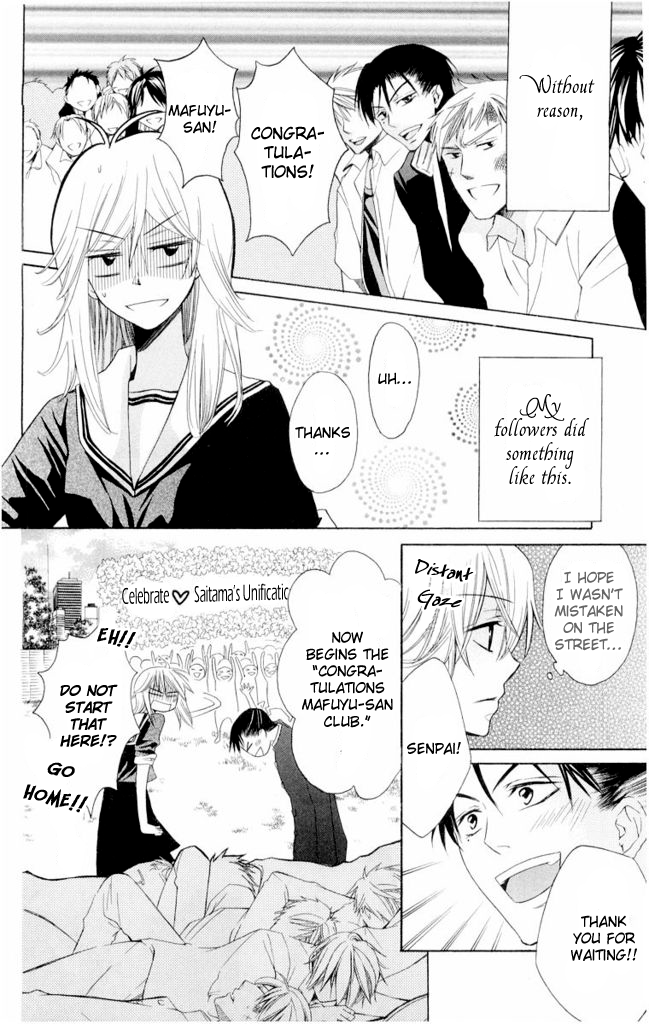 Without
reason,
CONGRA-
TULA-
TIONS!
MAFUYU-
SAN!
My
followers did
something
like this.
UH...
THANKS
...
I HOPE
I WASN'T
MISTAKEN
ON THE
STREET...
Distant
Gaze
SENPAI!
THANK
YOU FOR
WAITING!!
Celebrate ♥ Saitama's Unificatio
NOW
BEGINS THE
"CONGRA-
TULATIONS
MAFUYU-SAN
CLUB."
EH!!
DO NOT
START
THAT
HERE!?
GO
HOME!!